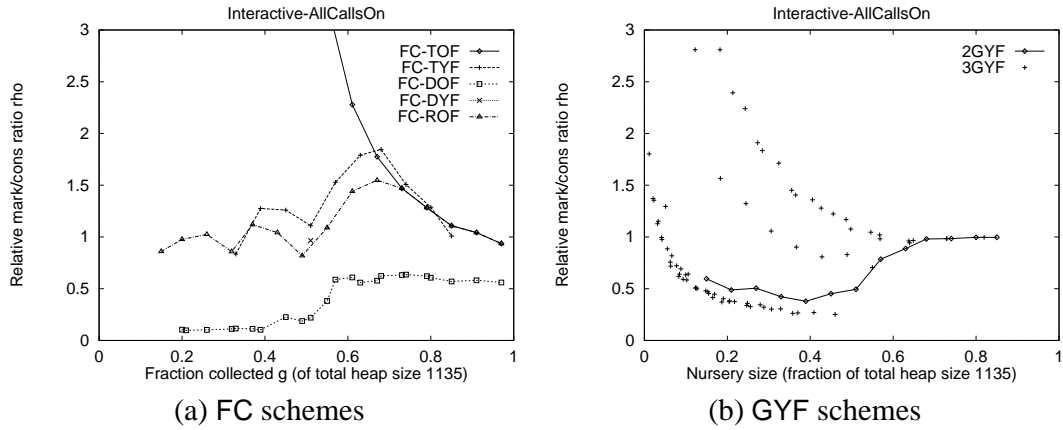 Interactive-AllCallsOn
Relative mark/cons ratio rho
3
2.5
2
1.5
1
0.5
0
FC-TOF
FC-TYF
FC-DOF
FC-DYF
FC-ROF
0 0.2 0.4 0.6 0.8 1
Fraction collected g (of total heap size 1135)
(a) FC schemes
Interactive-AllCallsOn
Relative mark/cons ratio rho
3
2.5
2
1.5
1
0.5
0
2GYF
3GYF
0 0.2 0.4 0.6 0.8 1
Nursery size (fraction of total heap size 1135)
(b) GYF schemes